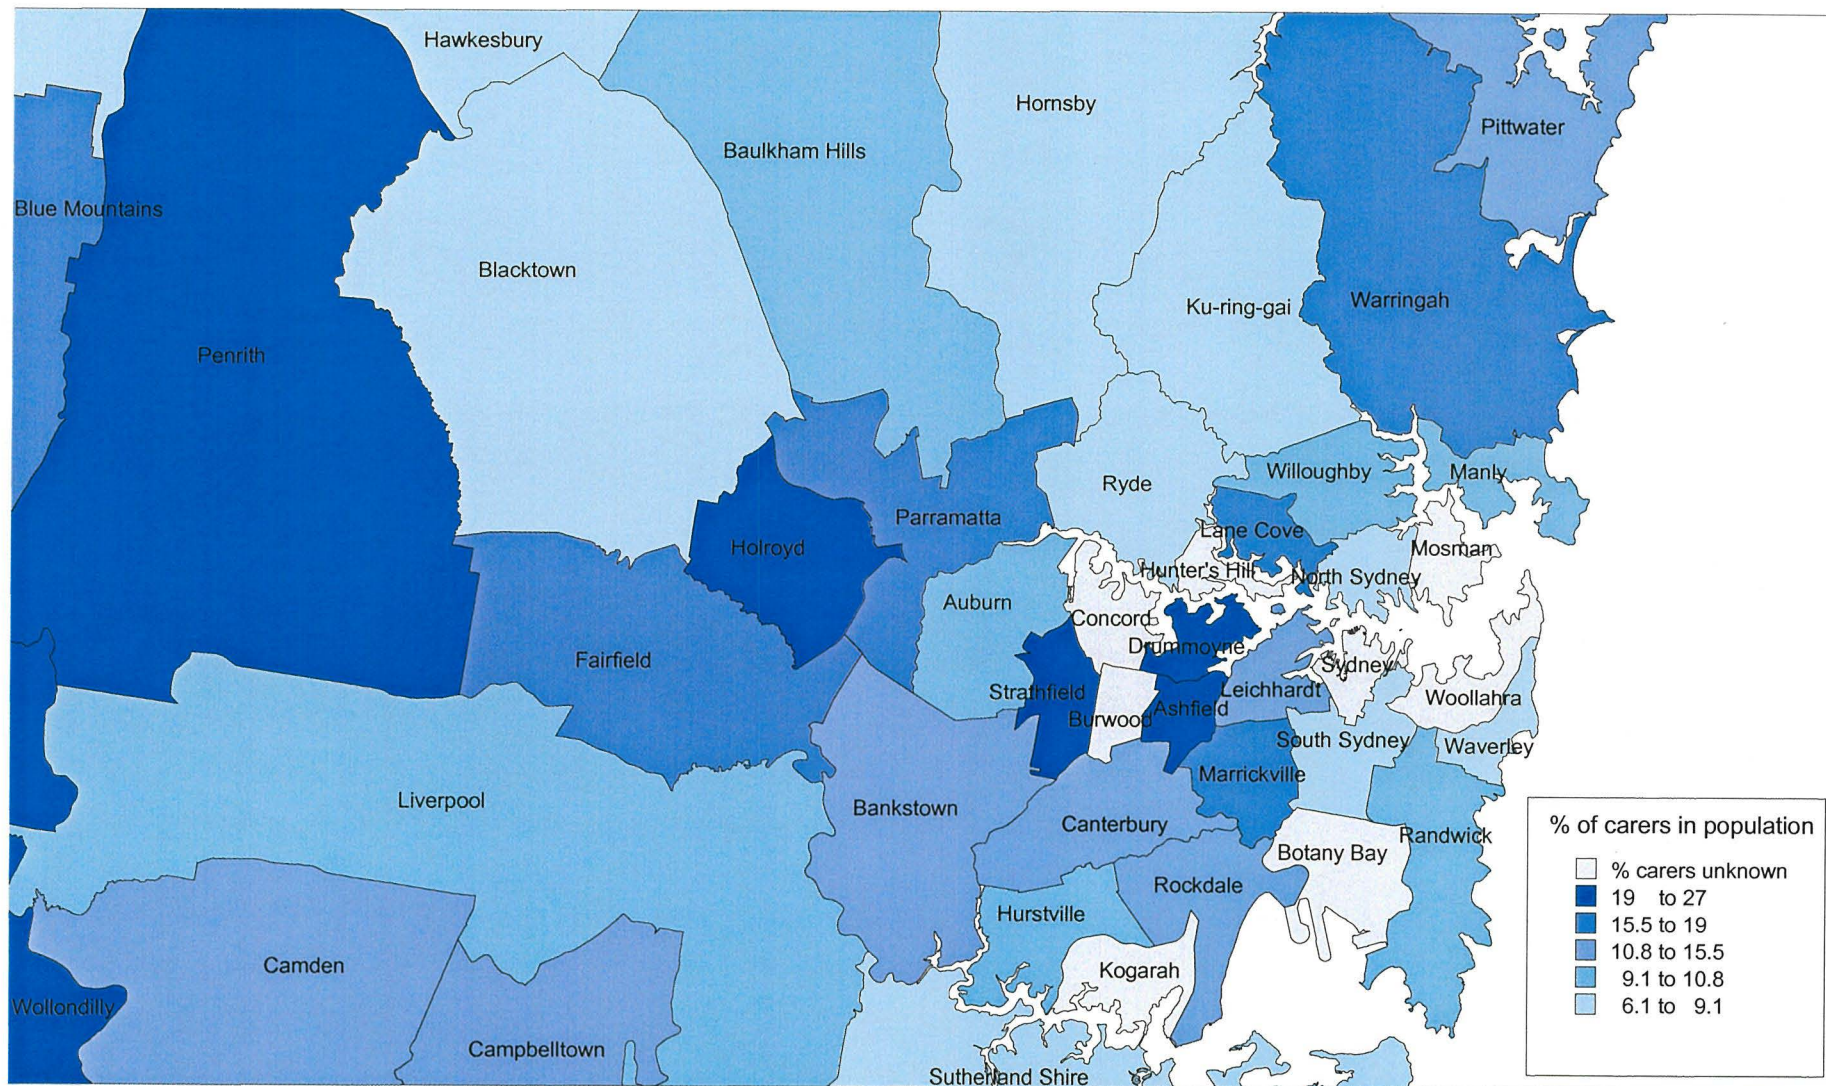 Hawkesbury
Hornsby
Pittwater
Baulkham Hills
Blue Mountains
Blacktown
Ku-ring-gai
Warringah
Penrith
Willoughby
Manly
Ryde
Parramatta
Lane Cove
Holroyd
Mosman
Hunter's Hill
North Sydney
Auburn
Concord
Drummoyne
Fairfield
Sydney
Strathfield
Leichhardt
Woollahra
Burwood
Ashfield
South Sydney
Waverley
Marrickville
Liverpool
Bankstown
Canterbury
Randwick
Botany Bay
Rockdale
Hurstville
Camden
Kogarah
Wollondilly
Campbelltown
Sutherland Shire
% of carers in population
% carers unknown
19 to 27
15.5 to 19
10.8 to 15.5
9.1 to 10.8
6.1 to 9.1